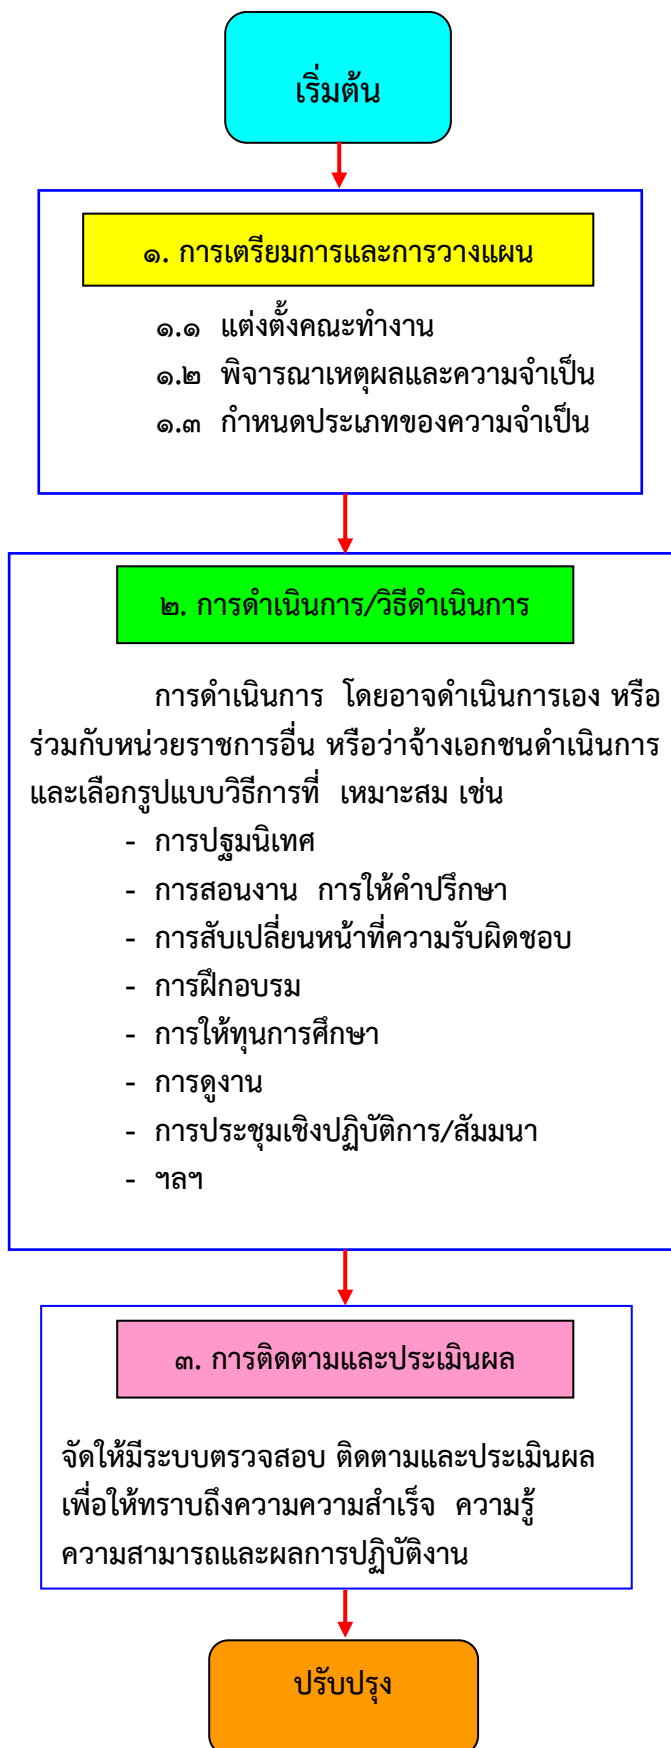 เริ่มต้น
๑. การเตรียมการและการวางแผน
๑.๑ แต่งตั้งคณะทำงาน
๑.๒ พิจารณาเหตุผลและความจำเป็น
๑.๓ กำหนดประเภทของความจำเป็น
๒. การดำเนินการ/วิธีดำเนินการ
การดำเนินการ โดยอาจดำเนินการเอง หรือ
ร่วมกับหน่วยราชการอื่น หรือว่าจ้างเอกชนดำเนินการ
และเลือกรูปแบบวิธีการที่ เหมาะสม เช่น
- การปฐมนิเทศ
- การสอนงาน การให้คำปรึกษา
- การสับเปลี่ยนหน้าที่ความรับผิดชอบ
- การฝึกอบรม
- การให้ทุนการศึกษา
- การดูงาน
- การประชุมเชิงปฏิบัติการ/สัมมนา
- ฯลฯ
๓. การติดตามและประเมินผล
จัดให้มีระบบตรวจสอบ ติดตามและประเมินผล
เพื่อให้ทราบถึงความความสำเร็จ ความรู้
ความสามารถและผลการปฏิบัติงาน
ปรับปรุง